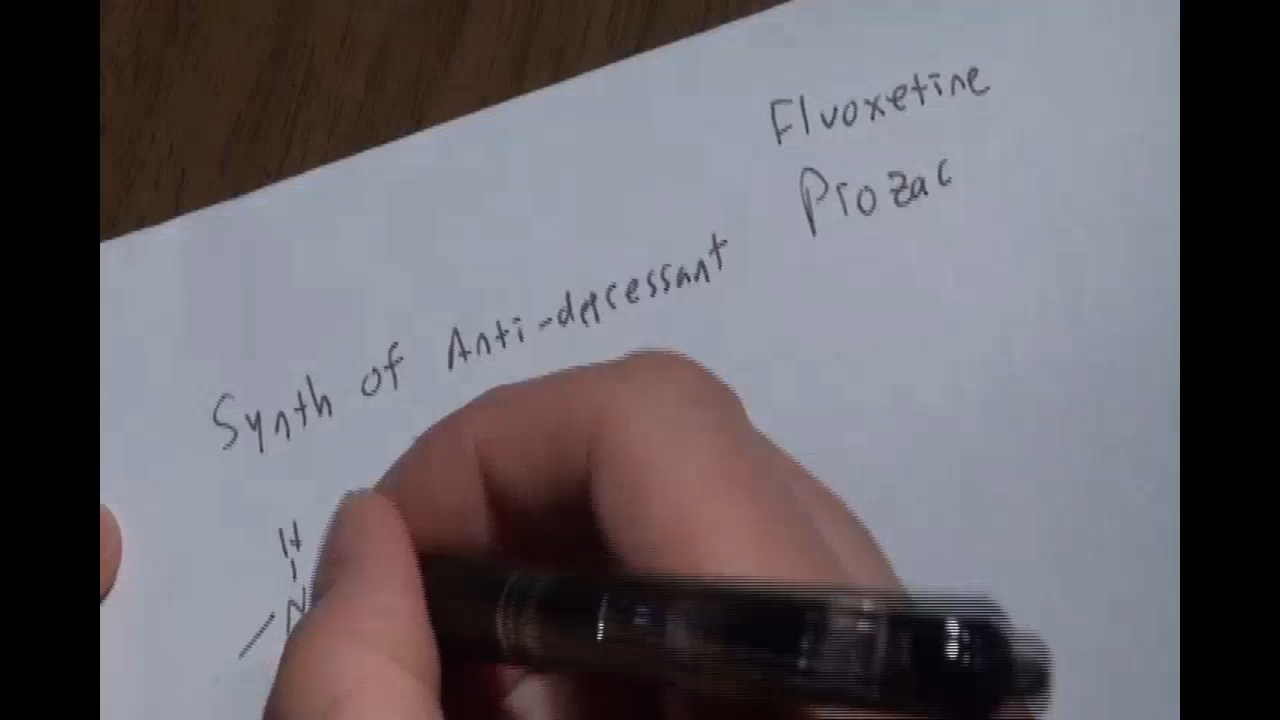 Fluoxetine
Prozac
Synth of Anti-depressant
H
N